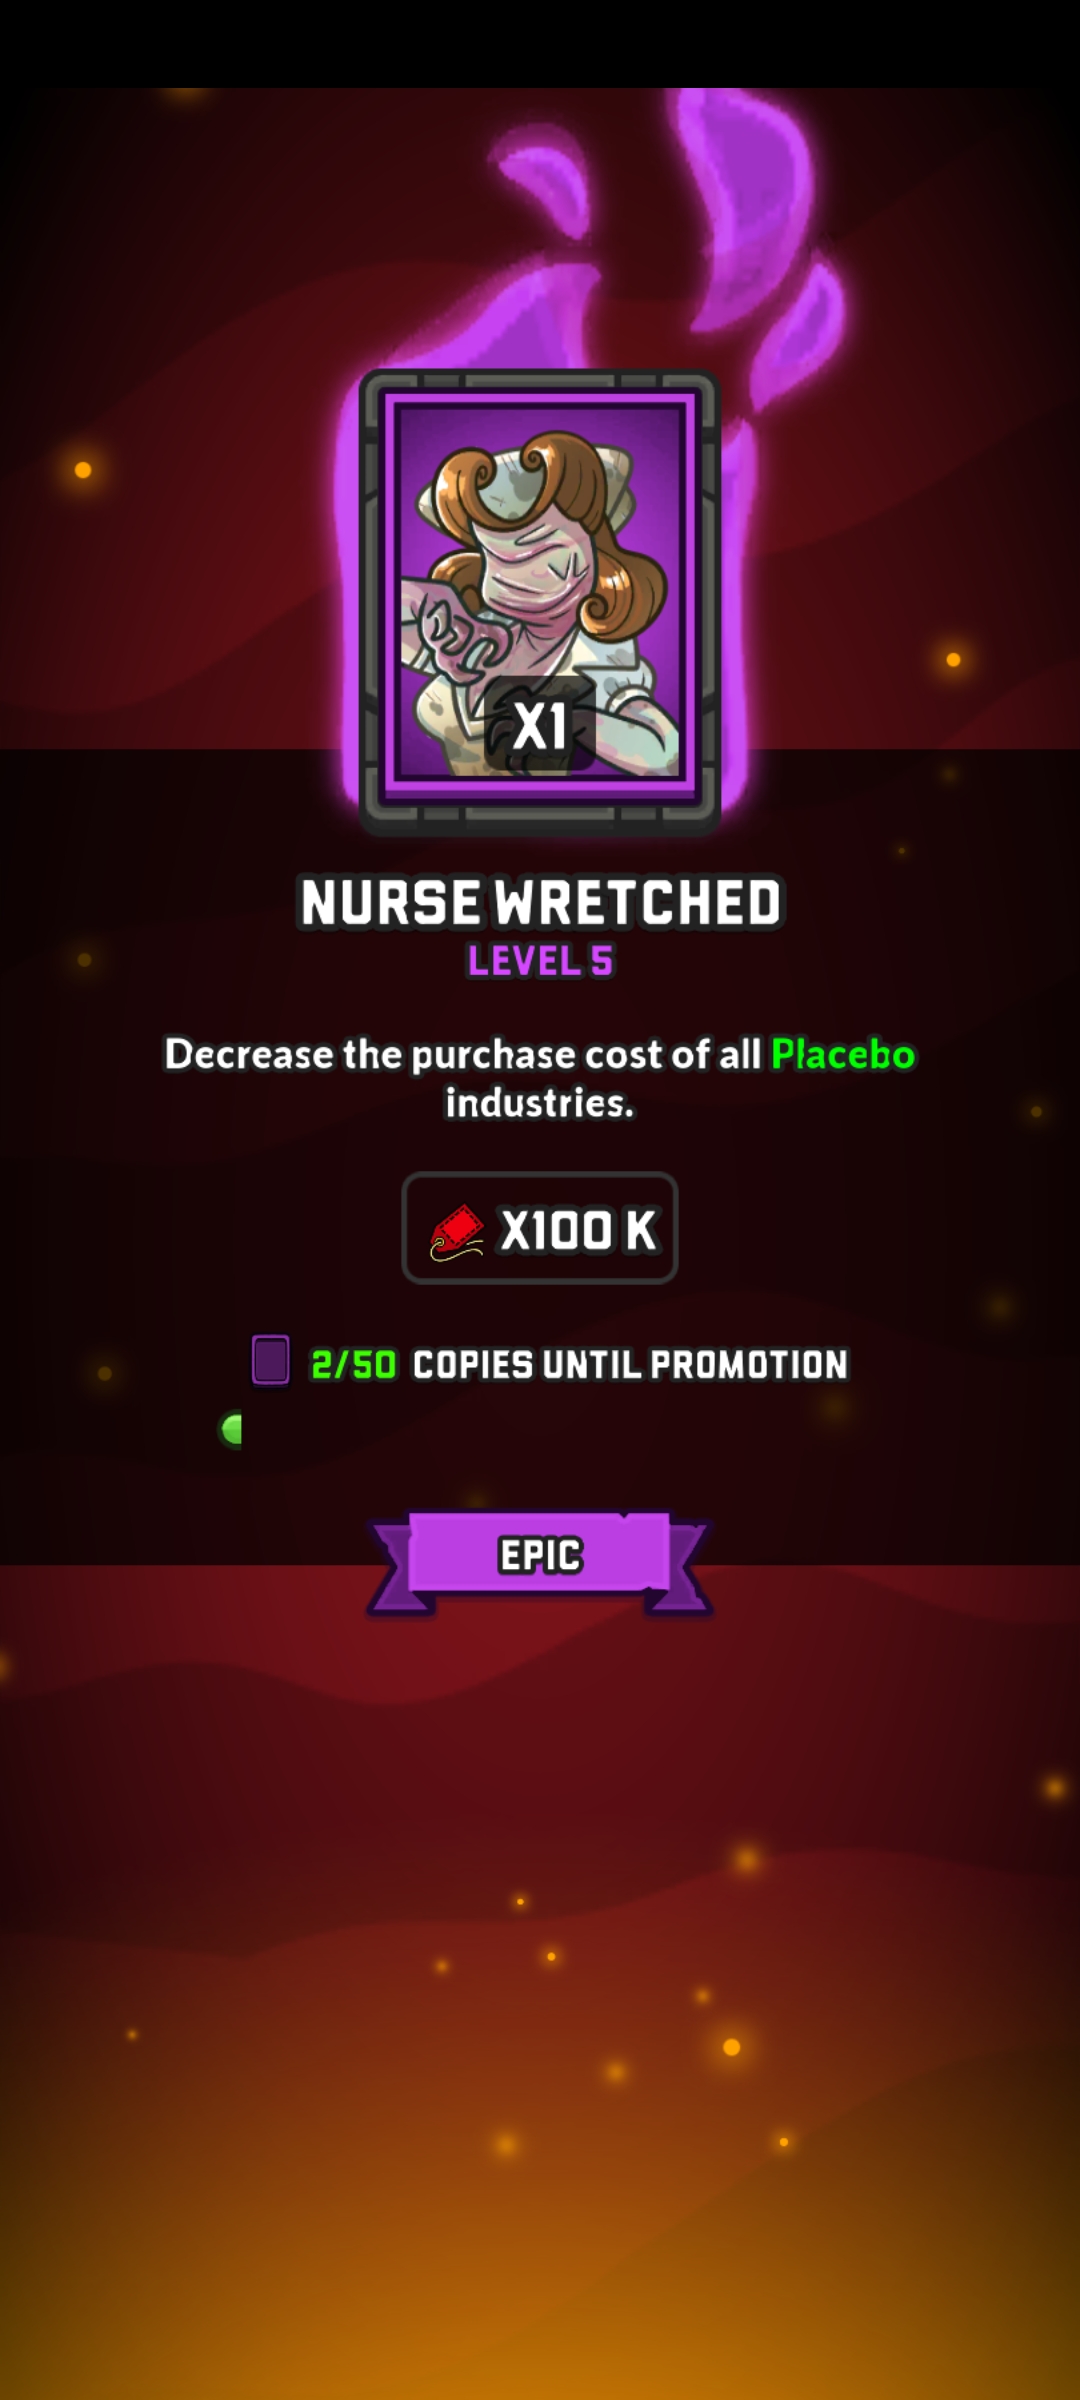 X1
NURSE WRETCHED
LEVEL 5
Decrease the purchase cost of all Placebo
industries.
X100 K
2/50 COPIES UNTIL PROMOTION
EPIC